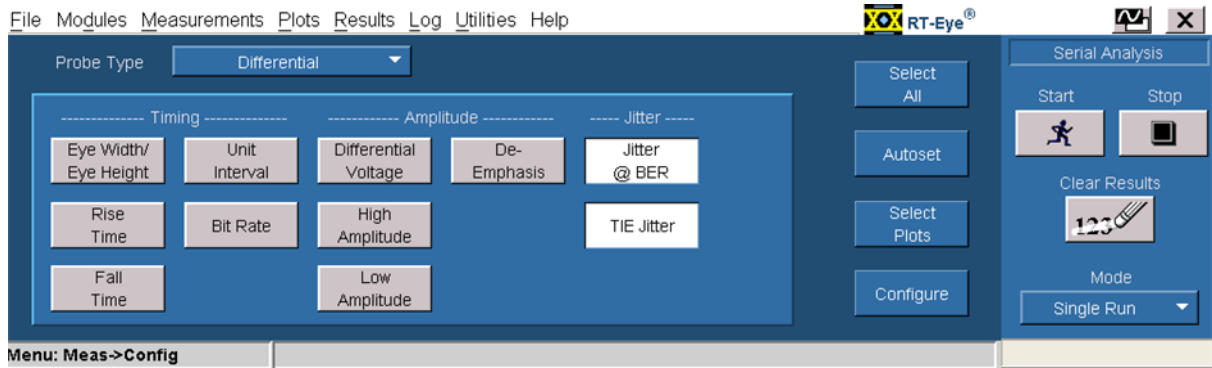 File Modules Measurements Plots Results Log Utilities Help RT-Eye®
Probe Type Differential
-------------- Timing --------------
Eye Width/
Eye Height
Unit
Interval
Rise
Time
Bit Rate
Fall
Time
------------ Amplitude ------------
Differential
Voltage
De-
Emphasis
High
Amplitude
Low
Amplitude
----- Jitter -----
Jitter
@ BER
TIE Jitter
Select
All
Autoset
Select
Plots
Configure
Serial Analysis
Start Stop
Clear Results
123
Mode
Single Run
Menu: Meas->Config